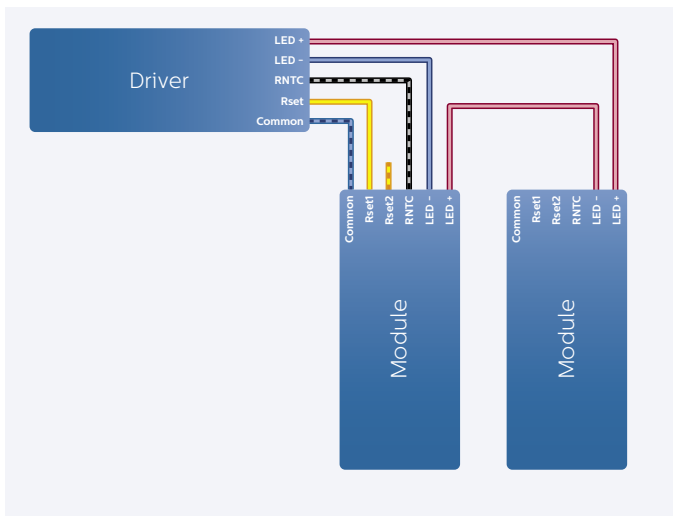 LED +
LED –
Driver
RNTC
Rset
Common
Common
Rset1
Rset2
RNTC
LED –
LED +
Common
Rset1
Rset2
RNTC
LED –
LED +
Module
Module